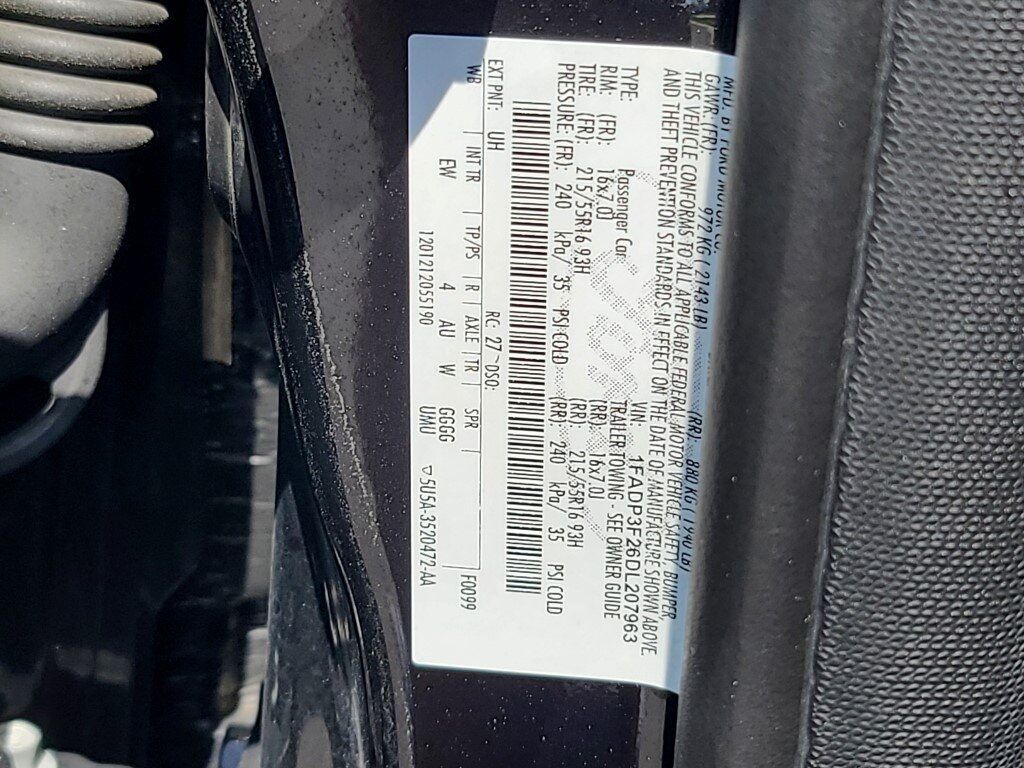 MFD. BY FORD MOTOR CO.
GAWR: (FR): 972 KG ( 2143 LB) (RR): 880 KG ( 1940 LB)
THIS VEHICLE CONFORMS TO ALL APPLICABLE FEDERAL MOTOR VEHICLE SAFETY, BUMPER,
AND THEFT PREVENTION STANDARDS IN EFFECT ON THE DATE OF MANUFACTURE SHOWN ABOVE.
VIN: 1FADP3F26DL207963
TYPE: Passenger Car TRAILER TOWING - SEE OWNER GUIDE
RIM: (FR): 16x7.0J (RR): 16x7.0J
TIRE: (FR): 215/55R16 93H (RR): 215/55R16 93H
PRESSURE:(FR): 240 kPa/ 35 PSI COLD (RR): 240 kPa/ 35 PSI COLD
EXT PNT: UH RC: 27 DSO: F0099
WB INT TR TP/PS R AXLE TR SPR
EW 4 AU W GGGG
12012122055190 UMU 5U5A-3520472-AA